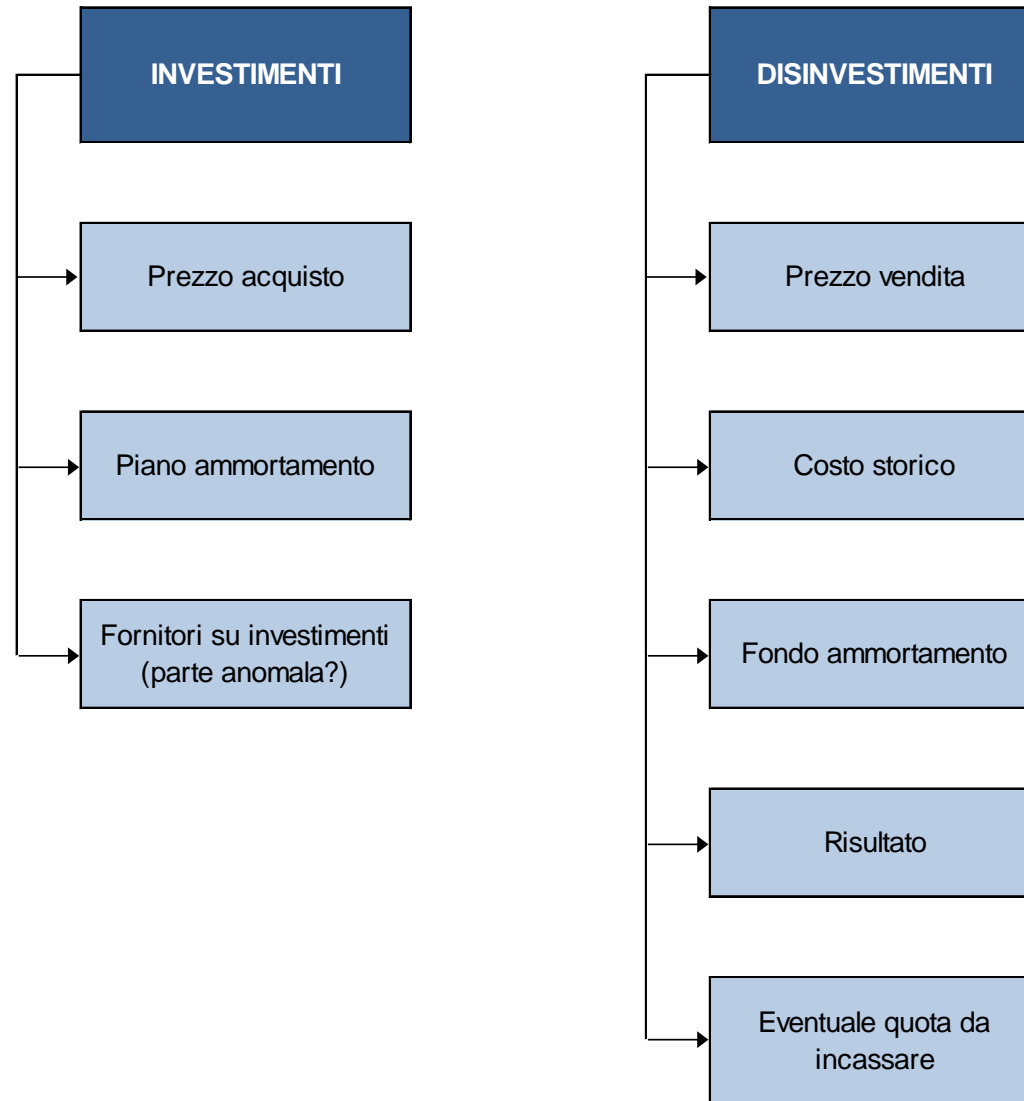 INVESTIMENTI
Prezzo acquisto
Piano ammortamento
Fornitori su investimenti
(parte anomala?)
DISINVESTIMENTI
Prezzo vendita
Costo storico
Fondo ammortamento
Risultato
Eventuale quota da
incassare